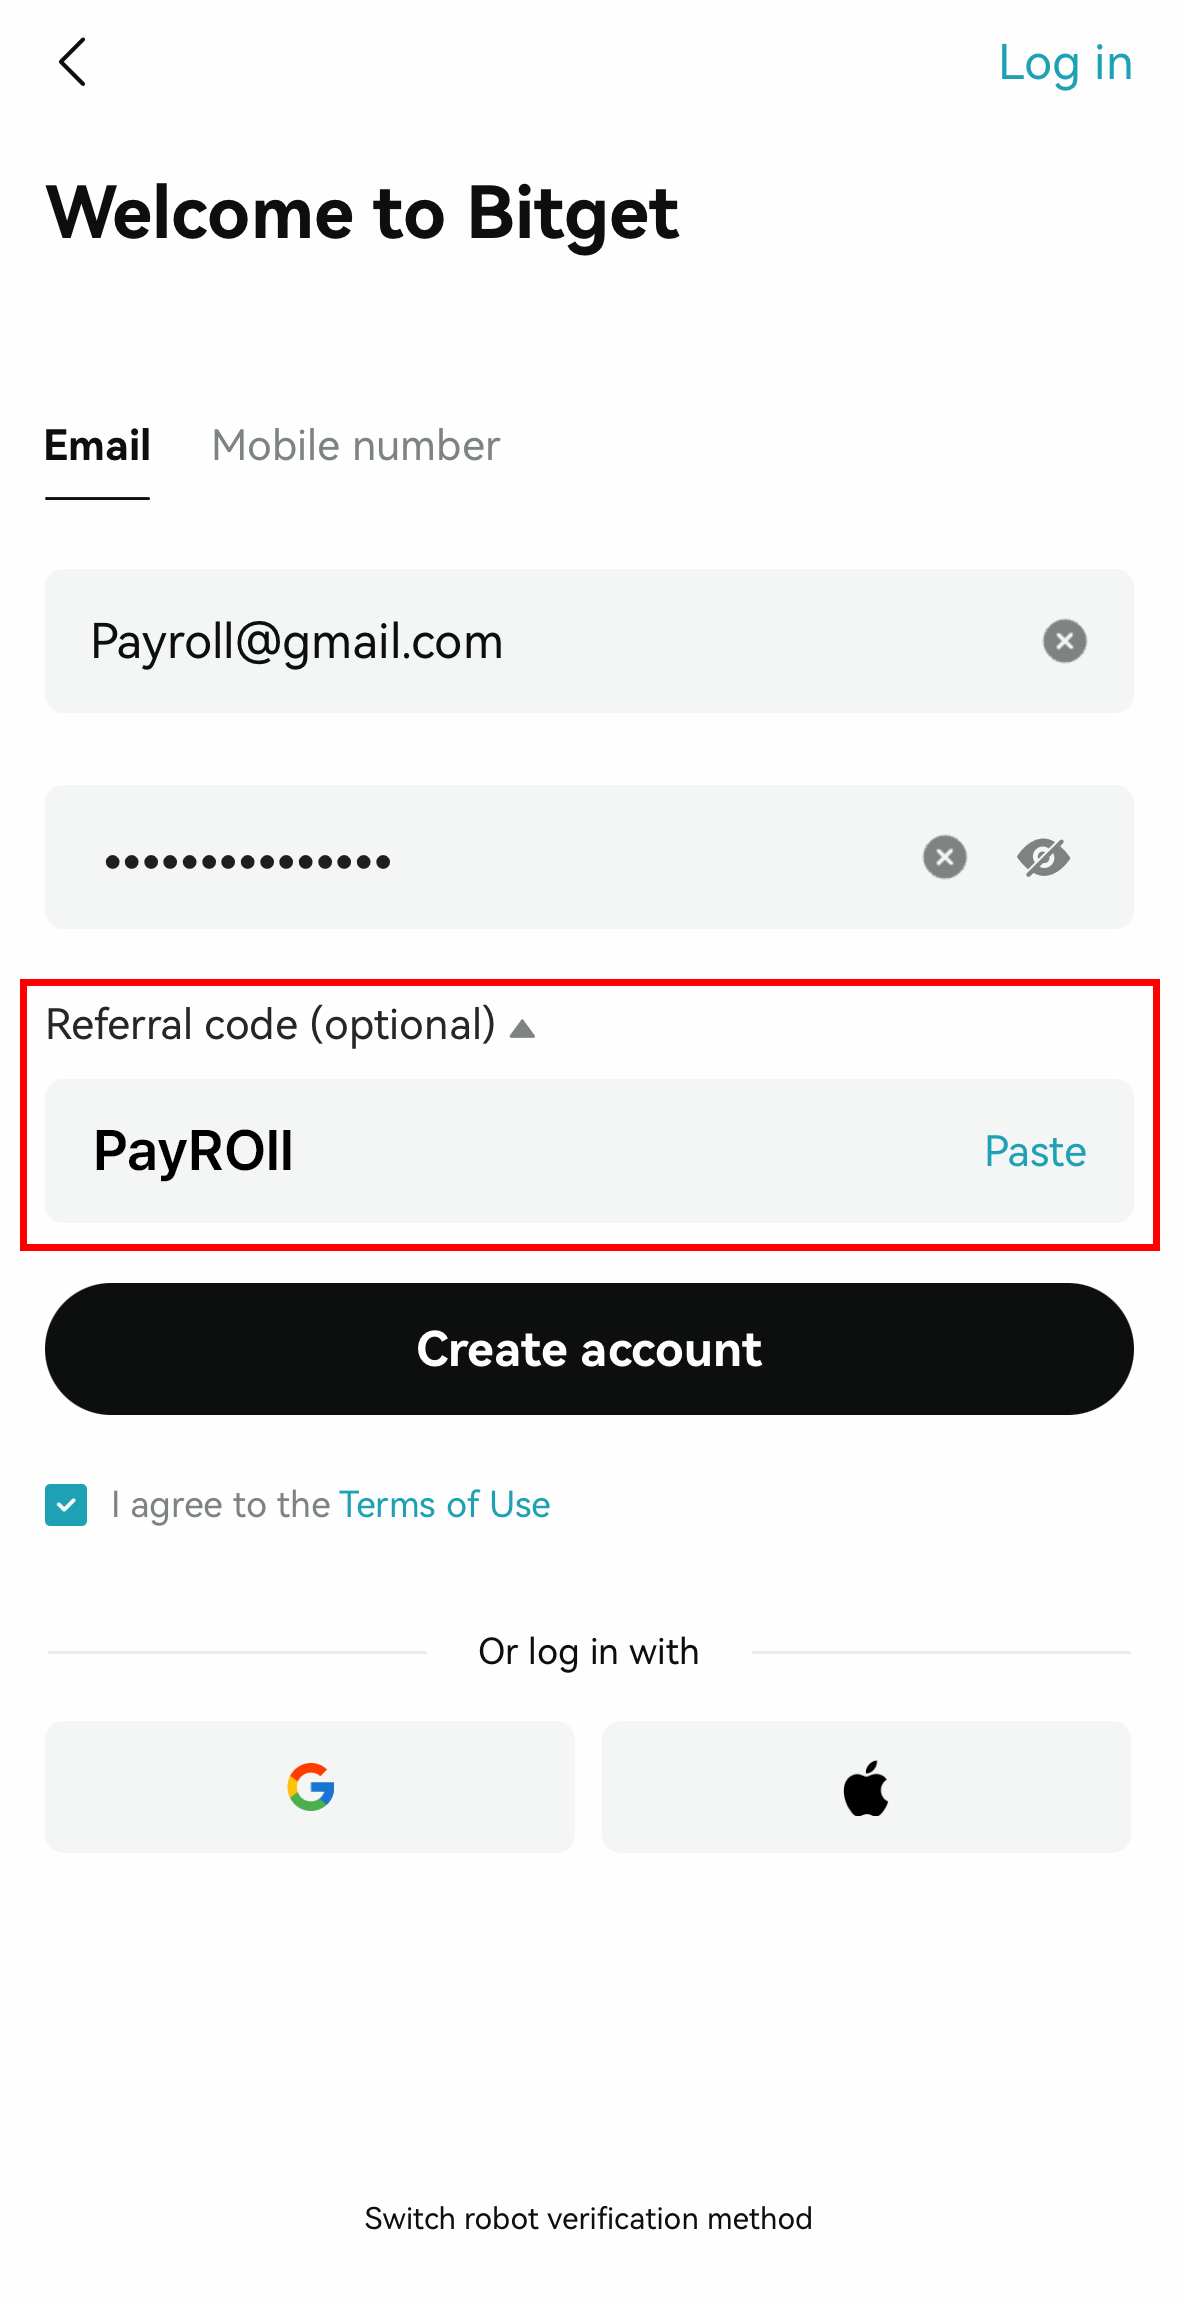 Log in
Welcome to Bitget
Email Mobile number
Payroll@gmail.com
•••••••••••••••
Referral code (optional)
PayROll
Paste
Create account
I agree to the Terms of Use
Or log in with
Switch robot verification method